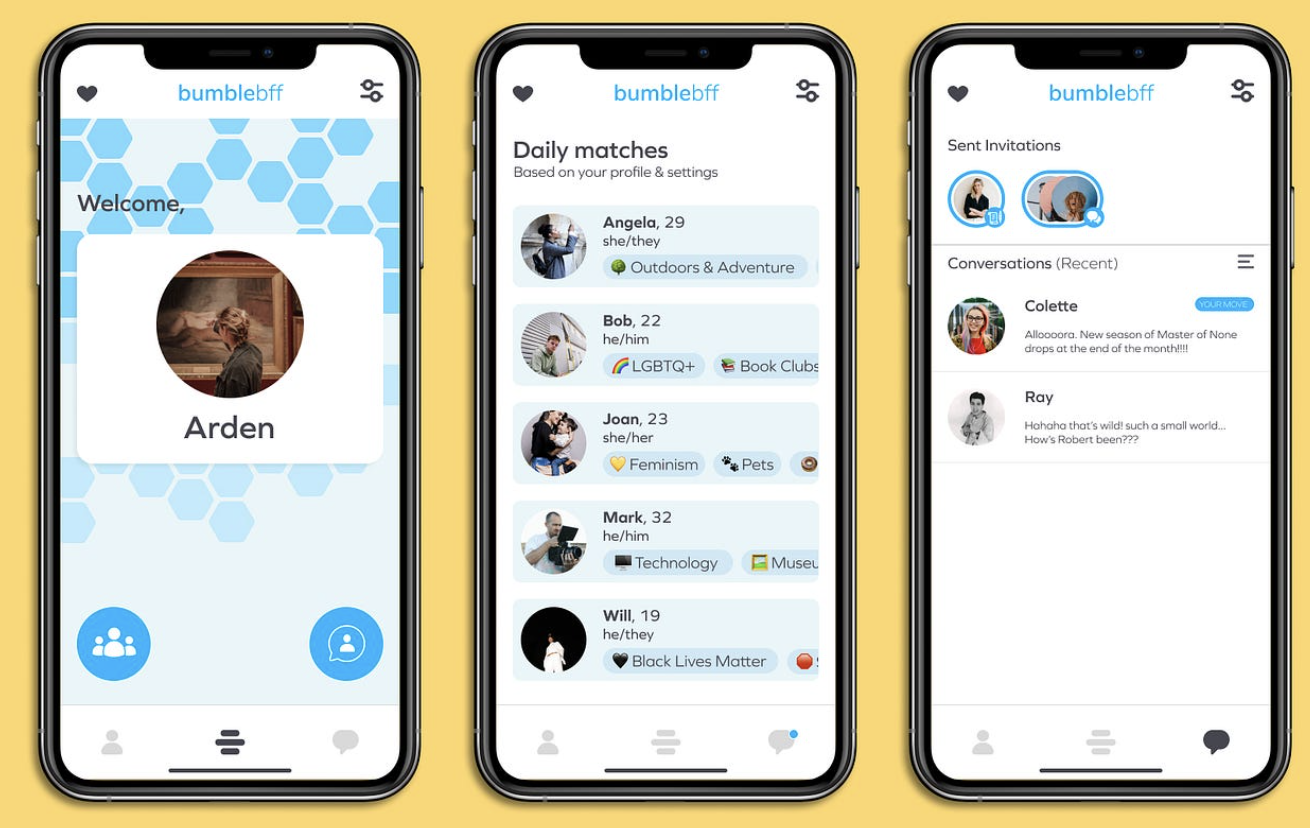 bumblebff
Welcome,
Arden
bumblebff
Daily matches
Based on your profile & settings
Angela, 29
she/they
Outdoors & Adventure
Bob, 22
he/him
LGBTQ+ Book Clubs
Joan, 23
she/her
Feminism Pets
Mark, 32
he/him
Technology Museu
Will, 19
he/they
Black Lives Matter
bumblebff
Sent Invitations
Conversations (Recent)
Colette YOUR MOVE
Alloooora. New season of Master of None
drops at the end of the month!!!!
Ray
Hahaha that's wild! such a small world...
How's Robert been???